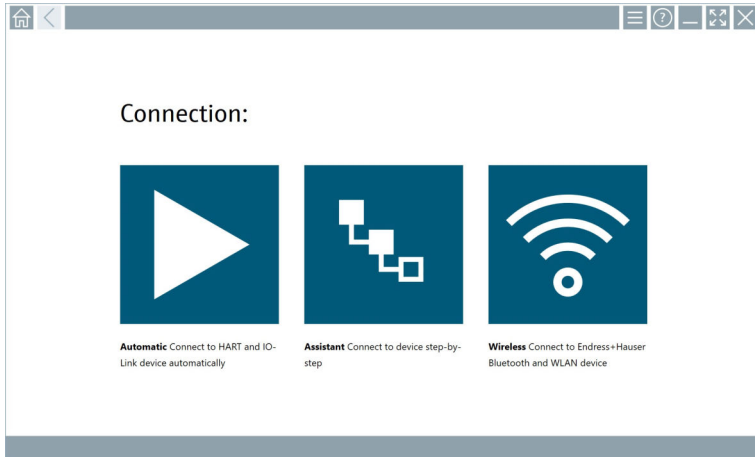 Connection:
Automatic Connect to HART and IO-
Link device automatically
Assistant Connect to device step-by-
step
Wireless Connect to Endress+Hauser
Bluetooth and WLAN device